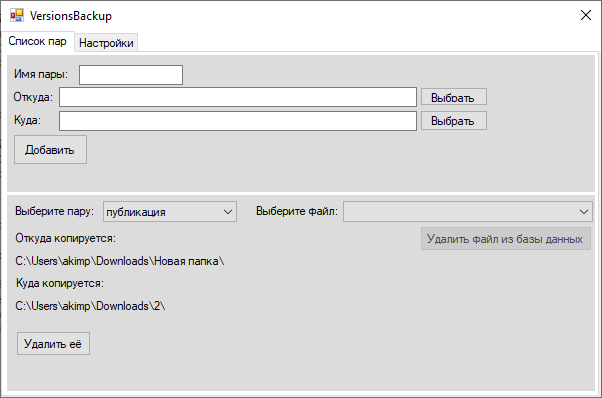 VersionsBackup
Список пар Настройки
Имя пары:
Откуда: Выбрать
Куда: Выбрать
Добавить
Выберите пару: публикация Выберите файл:
Откуда копируется: Удалить файл из базы данных
C:\Users\akimp\Downloads\Новая папка\
Куда копируется:
C:\Users\akimp\Downloads\2\
Удалить её